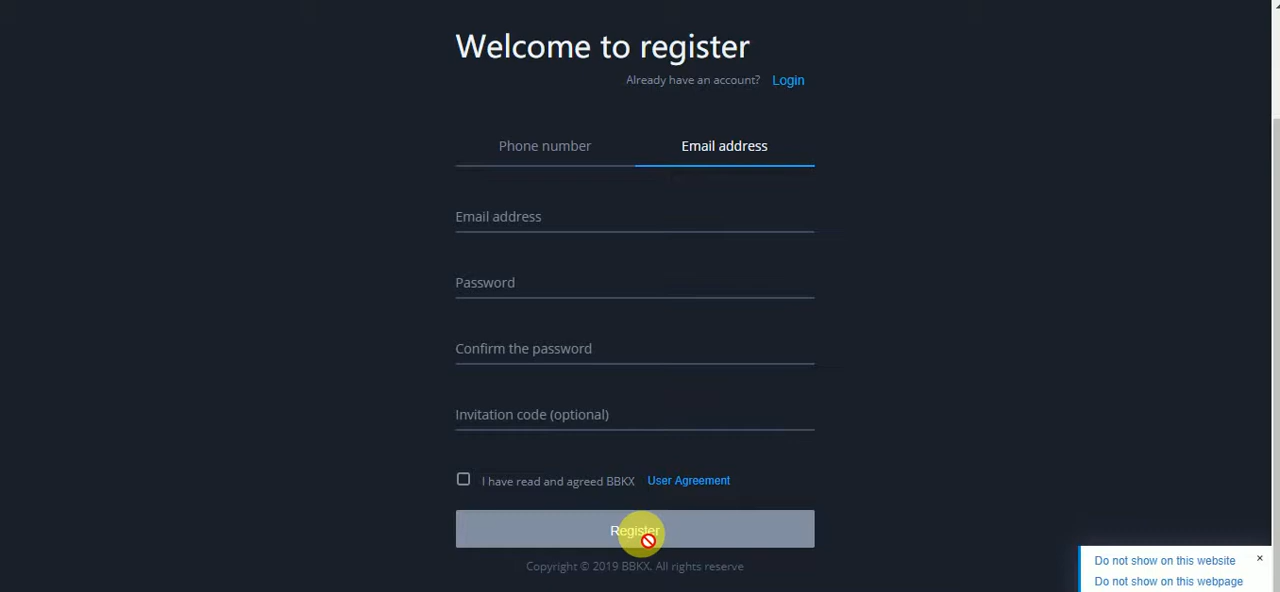 Welcome to register
Already have an account? Login
Phone number Email address
Email address
Password
Confirm the password
Invitation code (optional)
I have read and agreed BBKX User Agreement
Register
Copyright © 2019 BBKX. All rights reserve
Do not show on this website ×
Do not show on this webpage